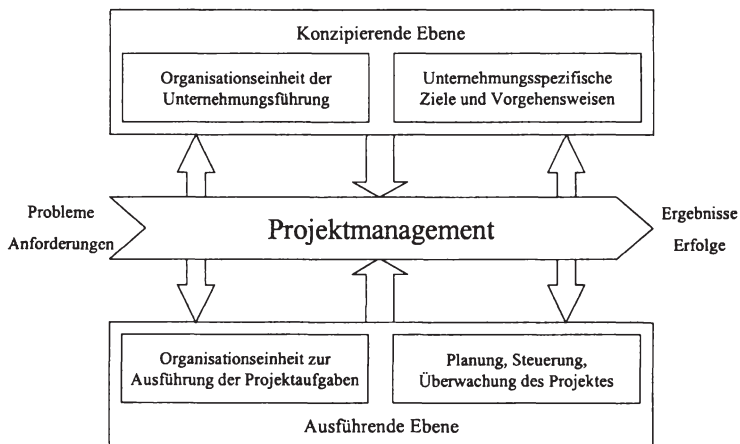 Konzipierende Ebene
Organisationseinheit der
Unternehmungsführung
Unternehmungsspezifische
Ziele und Vorgehensweisen
Probleme
Anforderungen
Projektmanagement
Ergebnisse
Erfolge
Organisationseinheit zur
Ausführung der Projektaufgaben
Planung, Steuerung,
Überwachung des Projektes
Ausführende Ebene